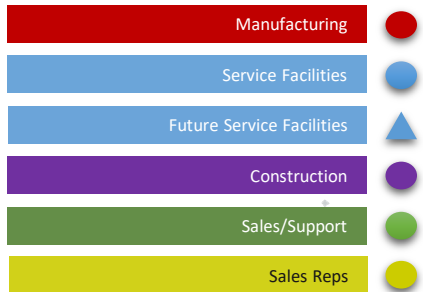 Manufacturing
Service Facilities
Future Service Facilities
Construction
Sales/Support
Sales Reps